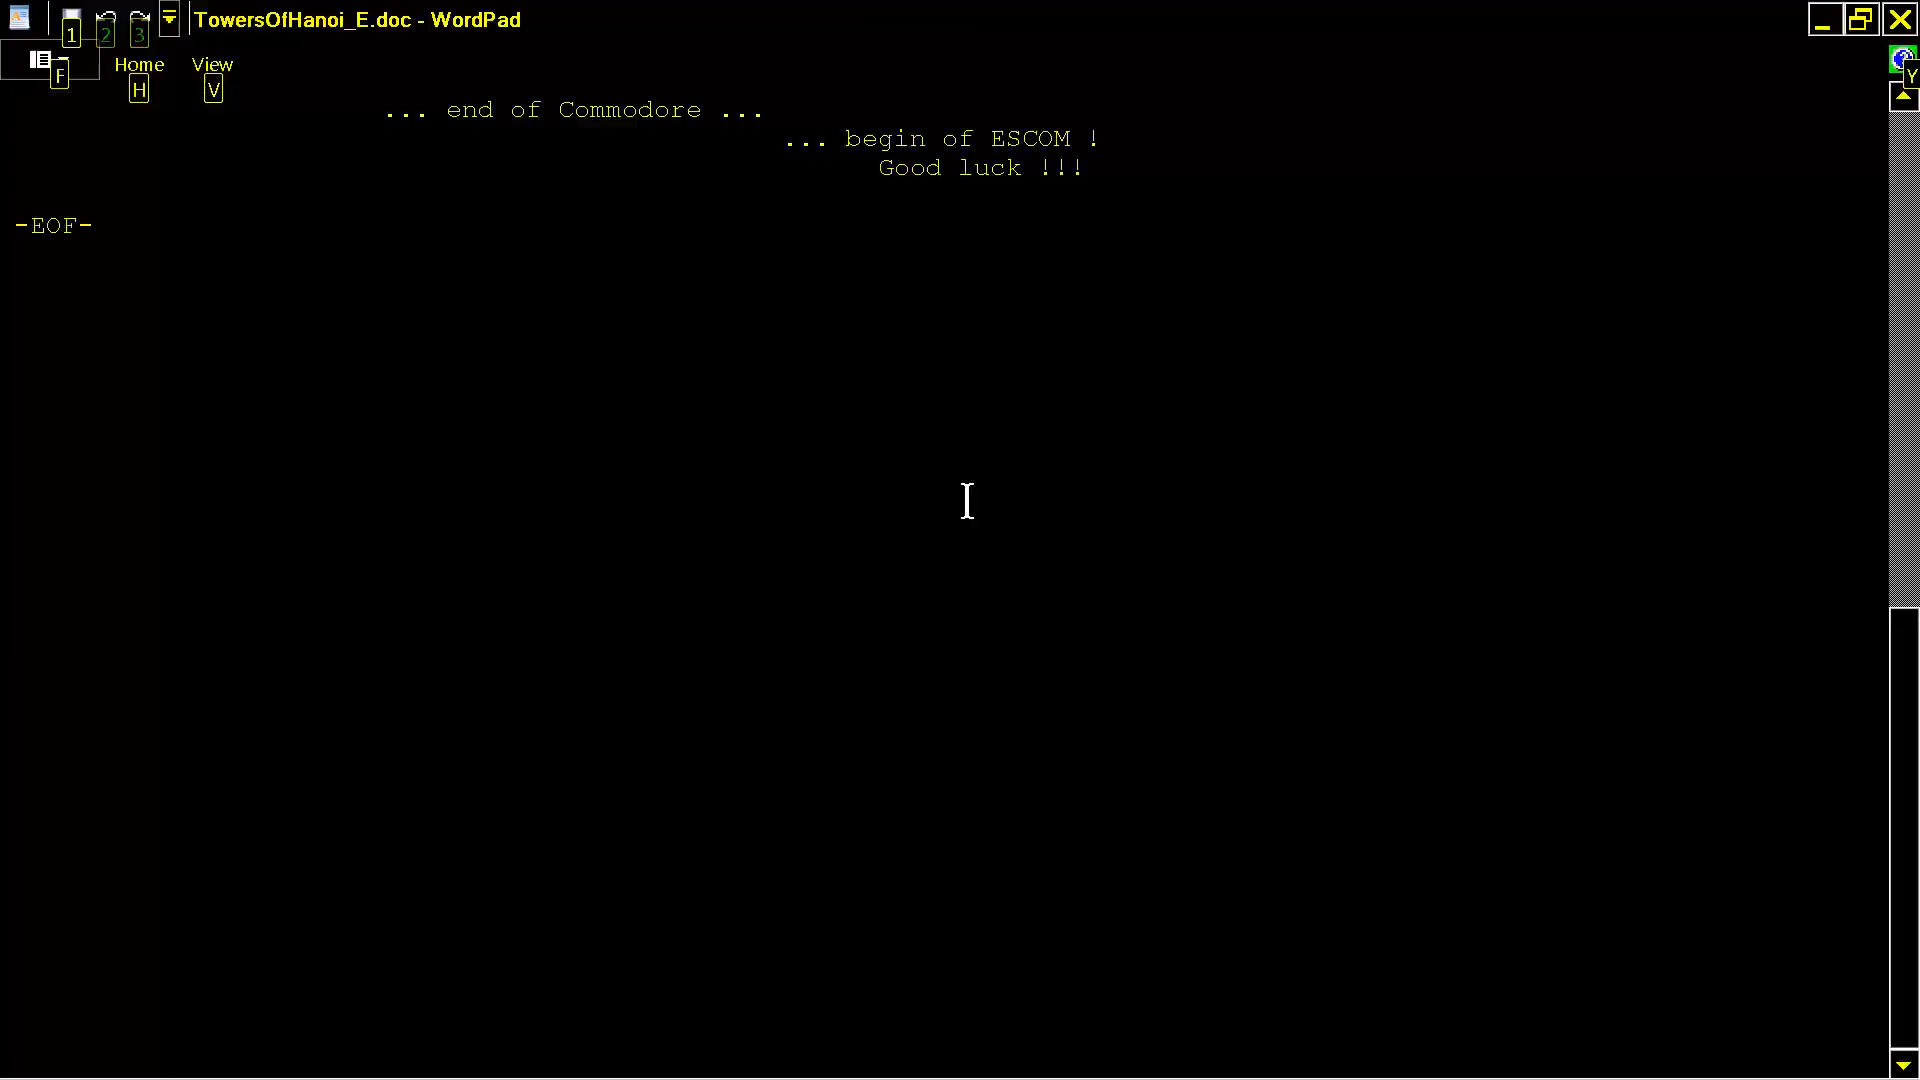 TowersOfHanoi_E.doc - WordPad
1 2 3
F
Home View
H V
Y
... end of Commodore ...
... begin of ESCOM !
Good luck !!!
-EOF-